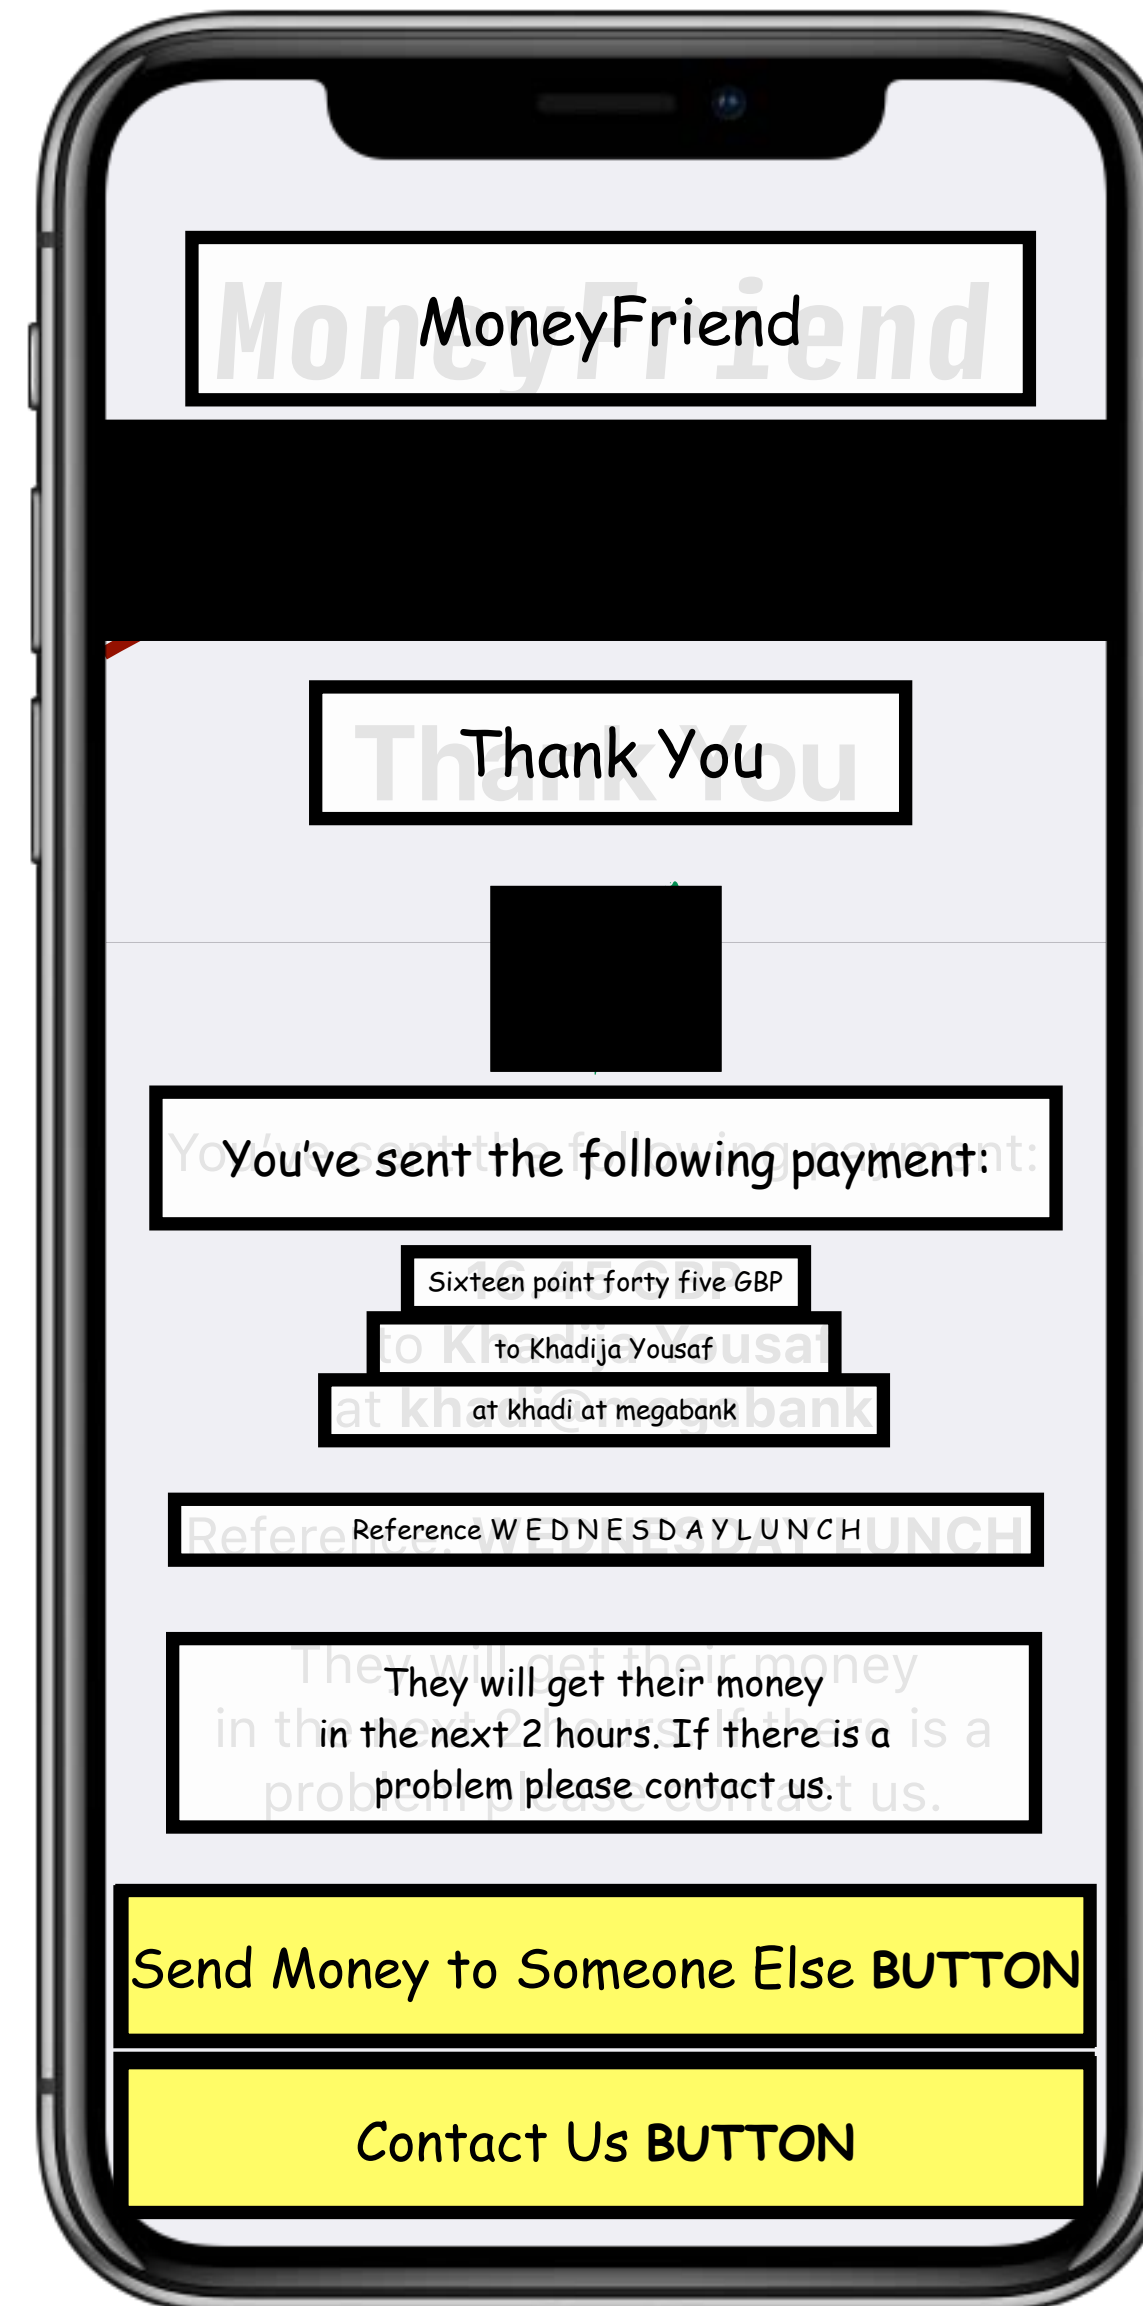 MoneyFriend
Thank You
You've sent the following payment:
Sixteen point forty five GBP
to Khadija Yousaf
at khadi at megabank
Reference W E D N E S D A Y L U N C H
They will get their money
in the next 2 hours. If there is a
problem please contact us.
Send Money to Someone Else BUTTON
Contact Us BUTTON